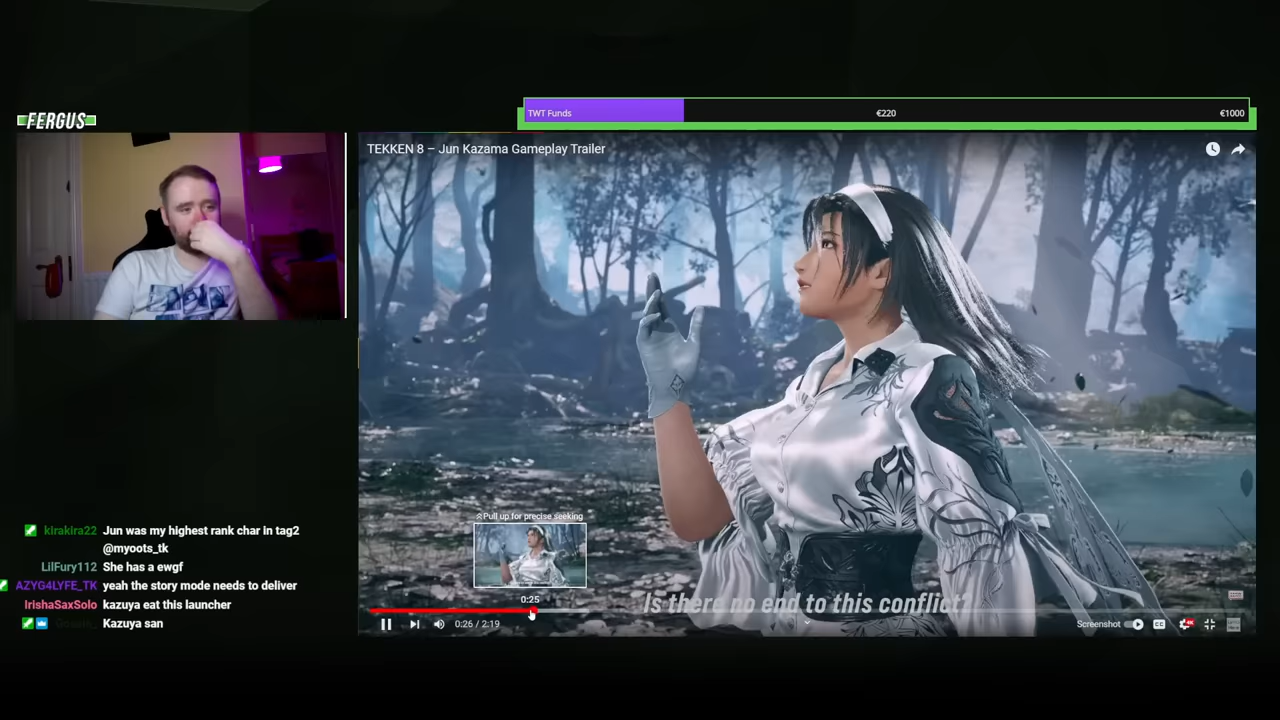 FERGUS
TWT Funds
€220
€1000
TEKKEN 8 – Jun Kazama Gameplay Trailer
Pull up for precise seeking
0:25
Is there no end to this conflict?
0:26 / 2:19
Screenshot
CC
4K
kirakira22 Jun was my highest rank char in tag2
@myoots_tk
LilFury112 She has a ewgf
AZYG4LYFE_TK yeah the story mode needs to deliver
IrishaSaxSolo kazuya eat this launcher
Kazuya san